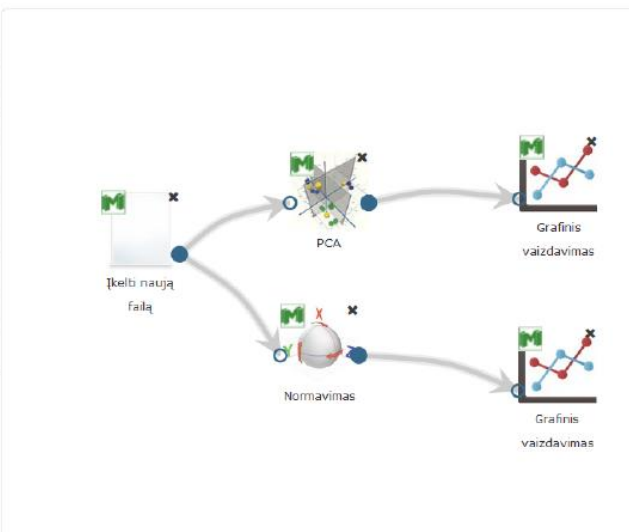 PCA
Grafinis
vaizdavimas
Įkelti naują
failą
Normavimas
Grafinis
vaizdavimas